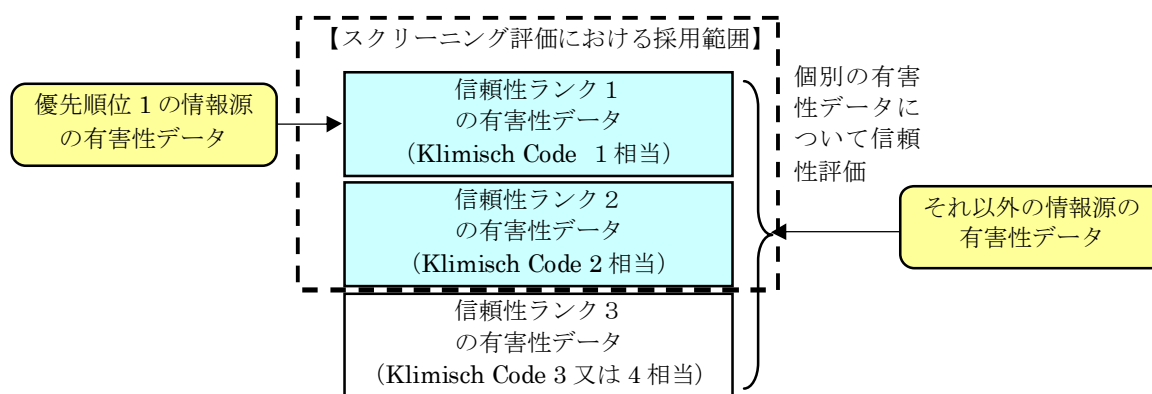 【スクリーニング評価における採用範囲】
優先順位１の情報源
の有害性データ
信頼性ランク１
の有害性データ
（Klimisch Code １相当）
信頼性ランク２
の有害性データ
（Klimisch Code 2 相当）
信頼性ランク３
の有害性データ
（Klimisch Code 3 又は 4 相当）
個別の有害
性データに
ついて信頼
性評価
それ以外の情報源の
有害性データ